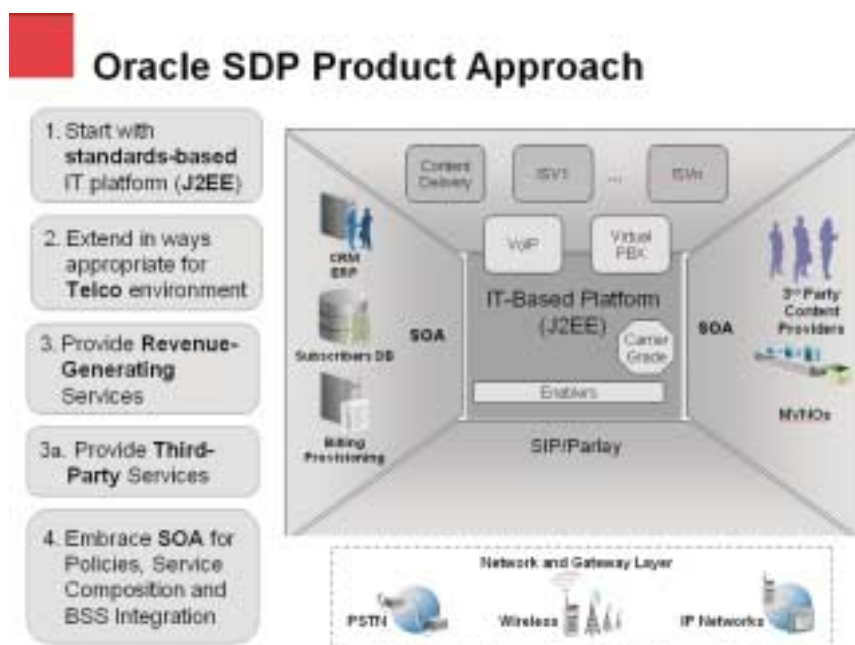 Oracle SDP Product Approach
1. Start with
standards-based
IT platform (J2EE)
2. Extend in ways
appropriate for
Telco environment
3. Provide Revenue-
Generating
Services
3a. Provide Third-
Party Services
4. Embrace SOA for
Policies, Service
Composition and
BSS Integration
Content
Delivery
ISV1
...
ISVn
VoIP
Virtual
PBX
CRM
ERP
Subscribers DB
Billing
Provisioning
SOA
IT-Based Platform
(J2EE)
Carrier
Grade
Enablers
SOA
SIP/Parlay
3rd Party
Content
Providers
MVNOs
Network and Gateway Layer
PSTN
Wireless
IP Networks